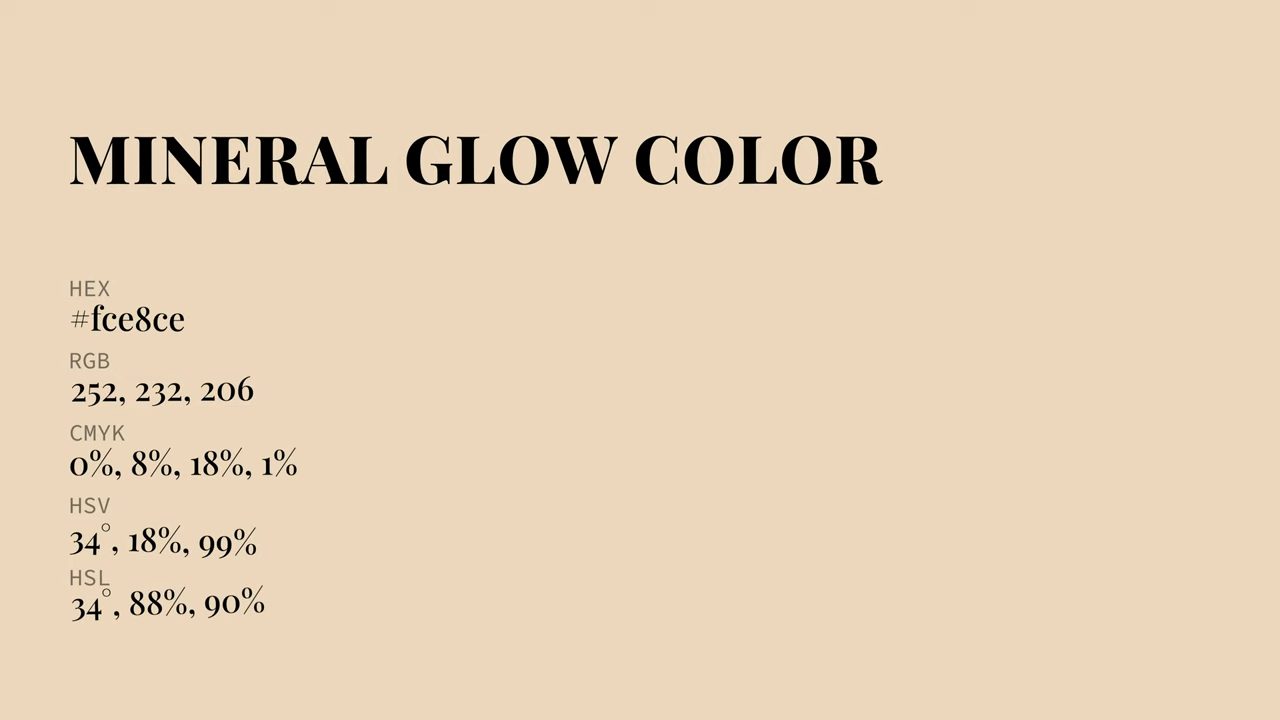 MINERAL GLOW COLOR
HEX
#fce8ce
RGB
252, 232, 206
CMYK
0%, 8%, 18%, 1%
HSV
34°, 18%, 99%
HSL
34°, 88%, 90%